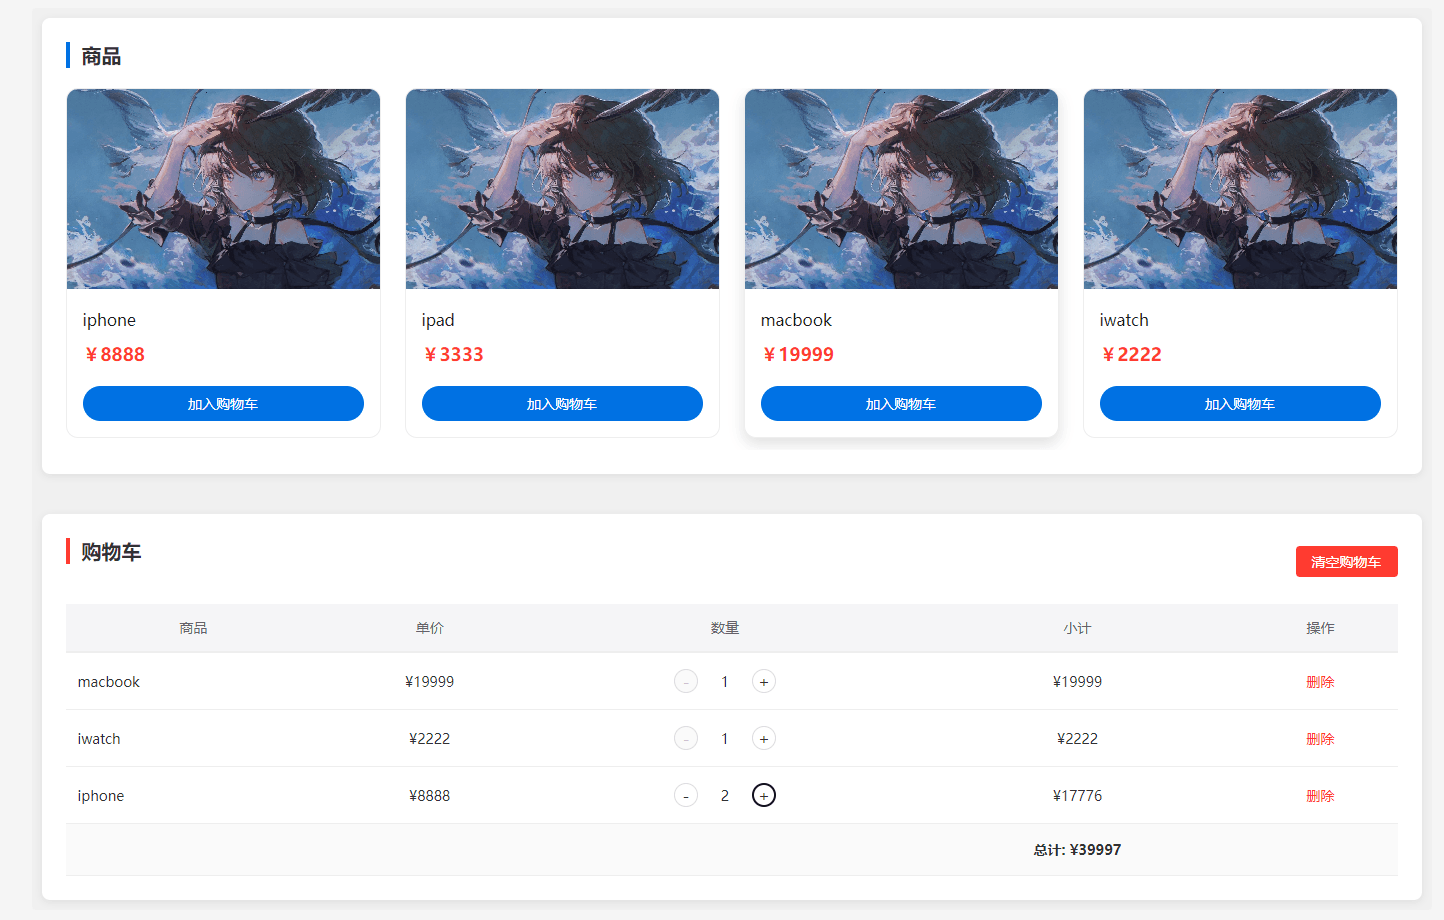 商品
iphone ipad macbook iwatch
￥8888 ￥3333 ￥19999 ￥2222
加入购物车 加入购物车 加入购物车 加入购物车
购物车
清空购物车
商品 单价 数量 小计 操作
macbook ¥19999 - 1 + ¥19999 删除
iwatch ¥2222 - 1 + ¥2222 删除
iphone ¥8888 - 2 + ¥17776 删除
总计: ¥39997